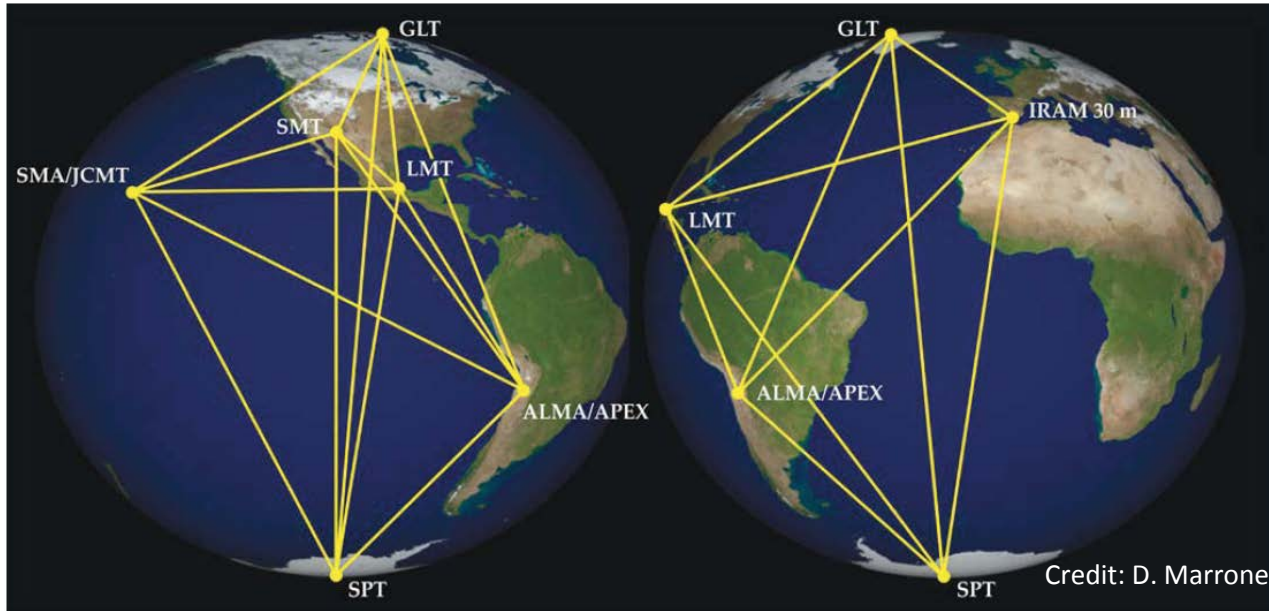 GLT
SMT
LMT
SMA/JCMT
ALMA/APEX
SPT
GLT
IRAM 30 m
LMT
ALMA/APEX
SPT
Credit: D. Marrone